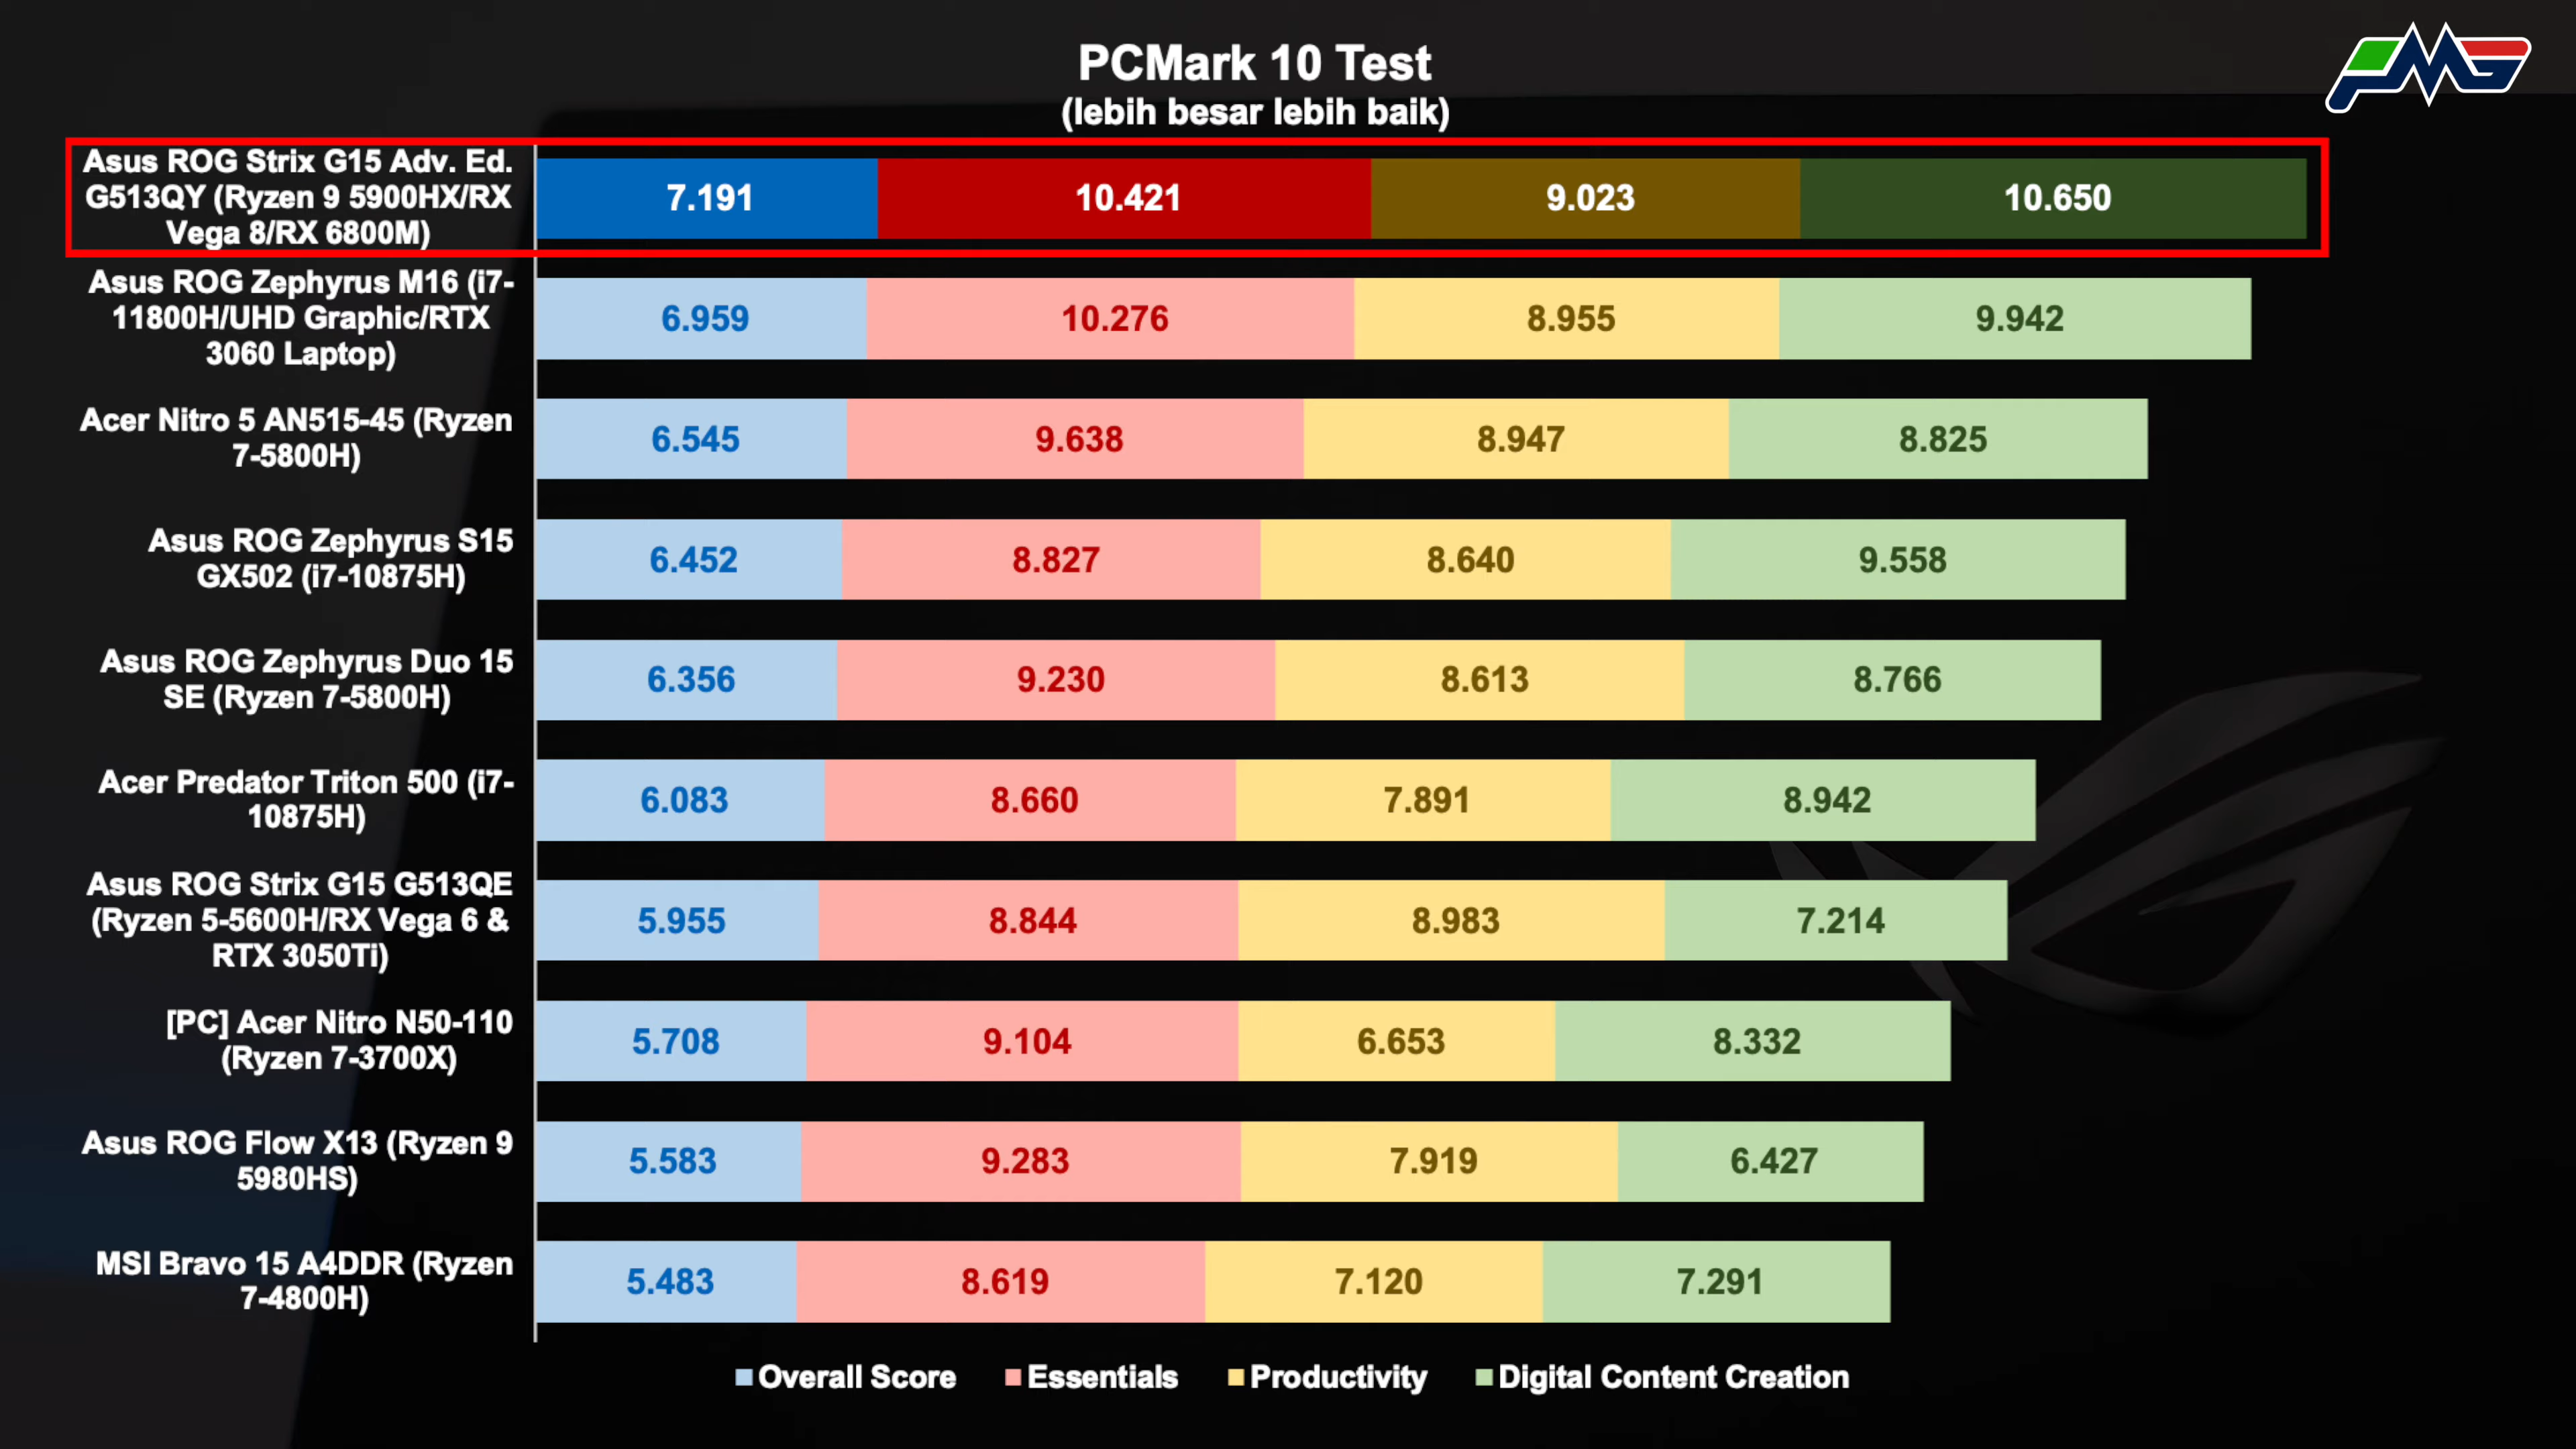 PCMark 10 Test
(lebih besar lebih baik)
PMG
Asus ROG Strix G15 Adv. Ed.
G513QY (Ryzen 9 5900HX/RX
Vega 8/RX 6800M)
7.191 10.421 9.023 10.650
Asus ROG Zephyrus M16 (i7-
11800H/UHD Graphic/RTX
3060 Laptop)
6.959 10.276 8.955 9.942
Acer Nitro 5 AN515-45 (Ryzen
7-5800H)
6.545 9.638 8.947 8.825
Asus ROG Zephyrus S15
GX502 (i7-10875H)
6.452 8.827 8.640 9.558
Asus ROG Zephyrus Duo 15
SE (Ryzen 7-5800H)
6.356 9.230 8.613 8.766
Acer Predator Triton 500 (i7-
10875H)
6.083 8.660 7.891 8.942
Asus ROG Strix G15 G513QE
(Ryzen 5-5600H/RX Vega 6 &
RTX 3050Ti)
5.955 8.844 8.983 7.214
[PC] Acer Nitro N50-110
(Ryzen 7-3700X)
5.708 9.104 6.653 8.332
Asus ROG Flow X13 (Ryzen 9
5980HS)
5.583 9.283 7.919 6.427
MSI Bravo 15 A4DDR (Ryzen
7-4800H)
5.483 8.619 7.120 7.291
Overall Score Essentials Productivity Digital Content Creation